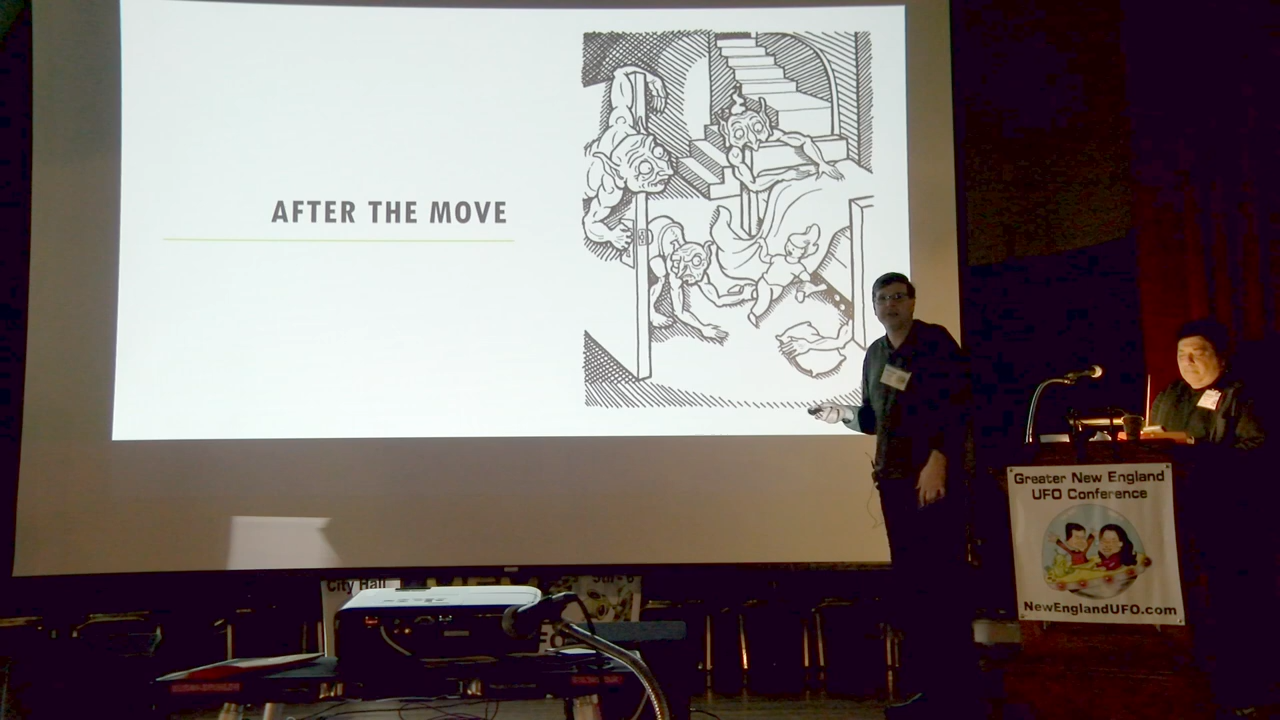 AFTER THE MOVE
Greater New England
UFO Conference
NewEnglandUFO.com
City Hall